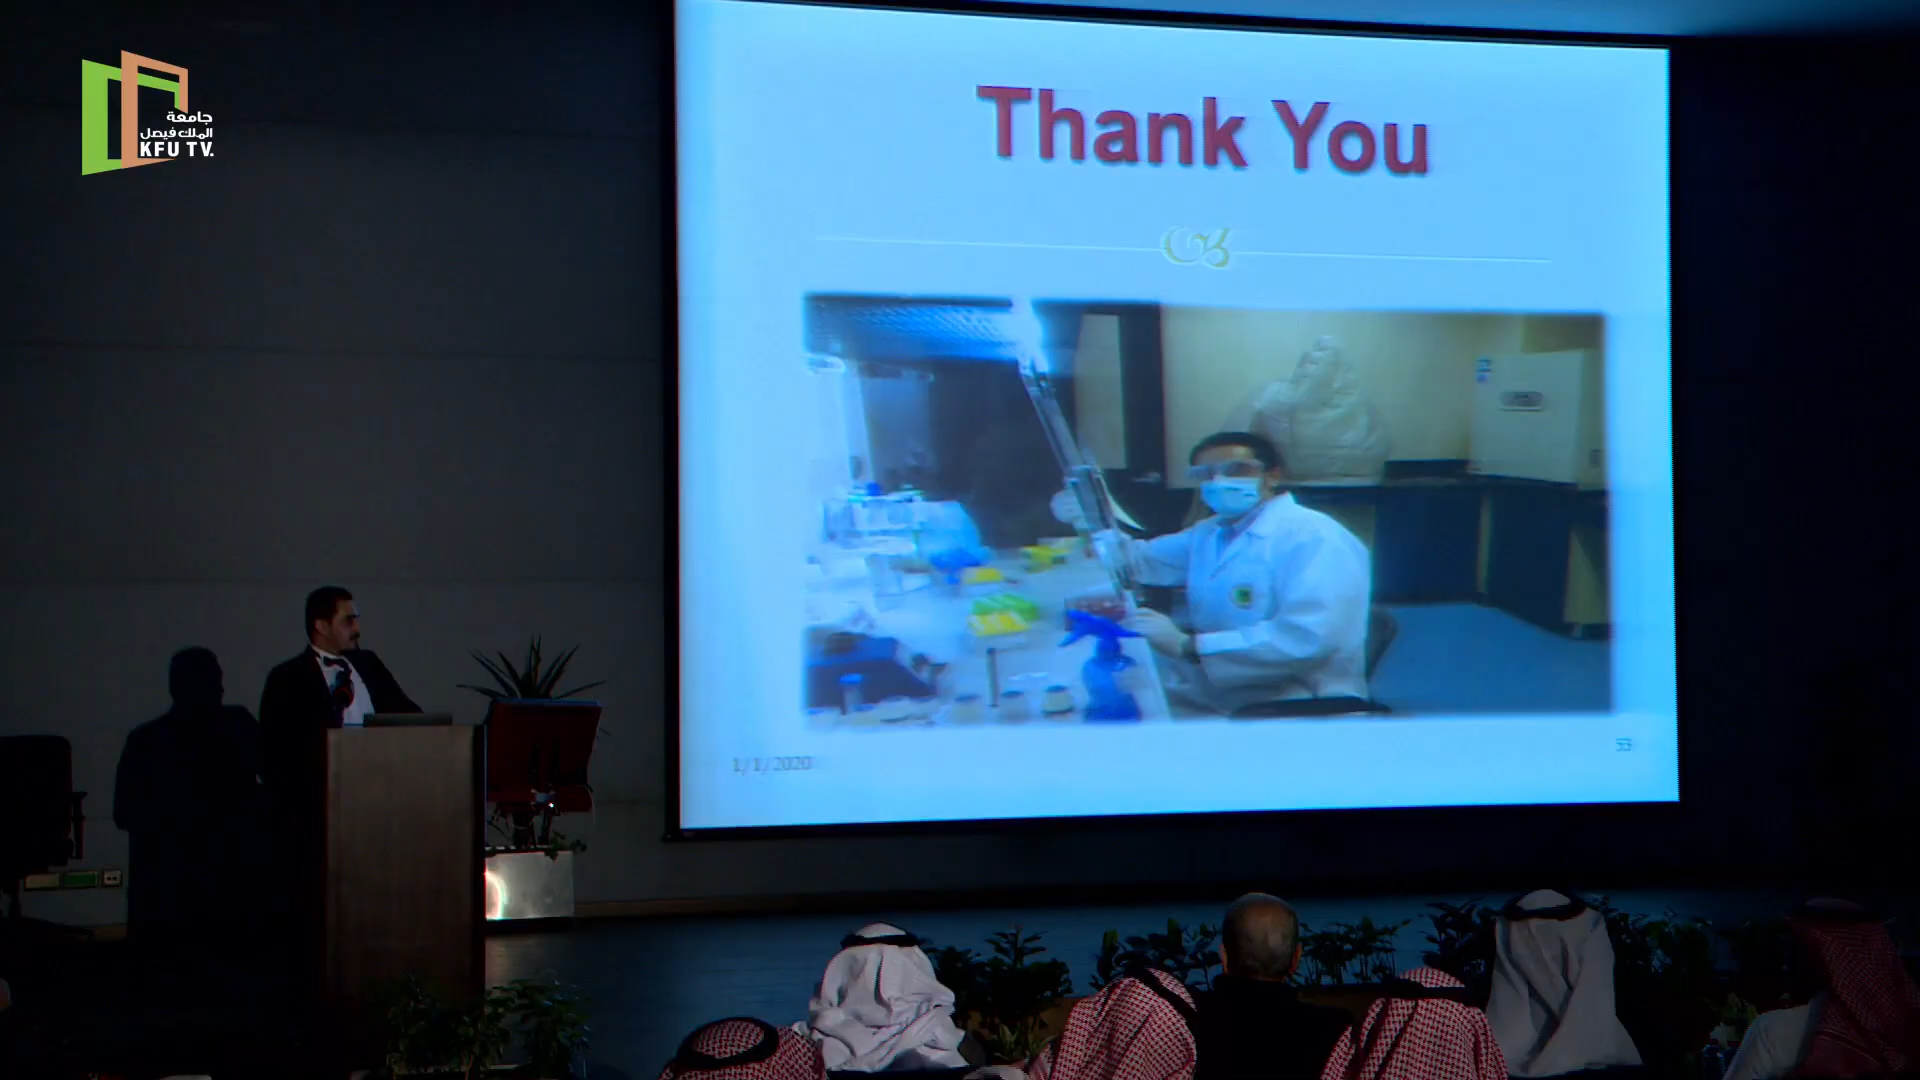 جامعة
الملك فيصل
KFU TV.
Thank You
1/1/2020
53